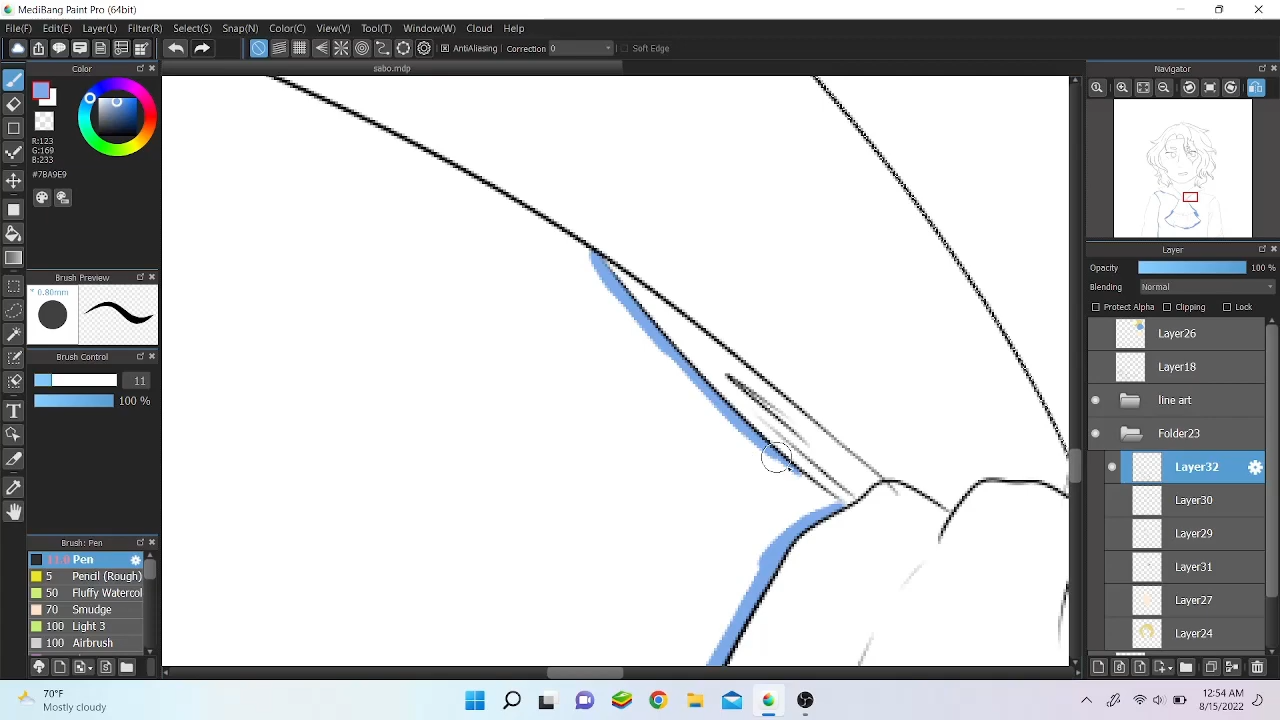 MediBang Paint Pro (64bit)
File(F) Edit(E) Layer(L) Filter(R) Select(S) Snap(N) Color(C) View(V) Tool(T) Window(W) Cloud Help
AntiAliasing Correction 0 Soft Edge
Color
sabo.mdp
Navigator
R:123
G:169
B:233
#7BA9E9
Brush Preview
0.80mm
Brush Control
11
100 %
Brush: Pen
11.0 Pen
5 Pencil (Rough)
50 Fluffy Watercol
70 Smudge
100 Light 3
100 Airbrush
Layer
Opacity 100 %
Blending Normal
Protect Alpha Clipping Lock
Layer26
Layer18
line art
Folder23
Layer32
Layer30
Layer29
Layer31
Layer27
Layer24
70°F
Mostly cloudy
12:54 AM
8/15/2022